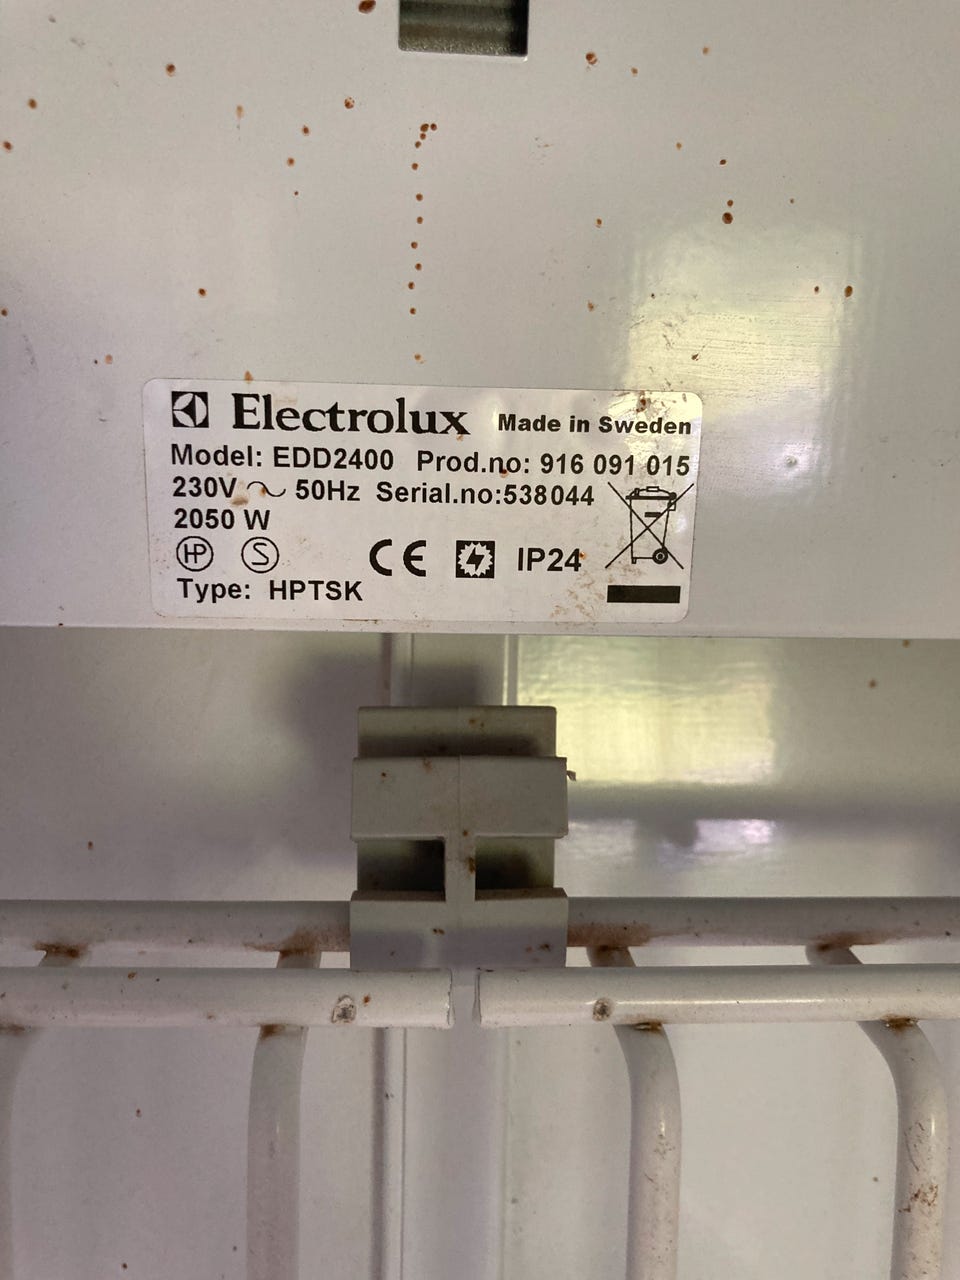 Electrolux Made in Sweden
Model: EDD2400 Prod.no: 916 091 015
230V ~ 50Hz Serial.no:538044
2050 W
HP S CE IP24
Type: HPTSK